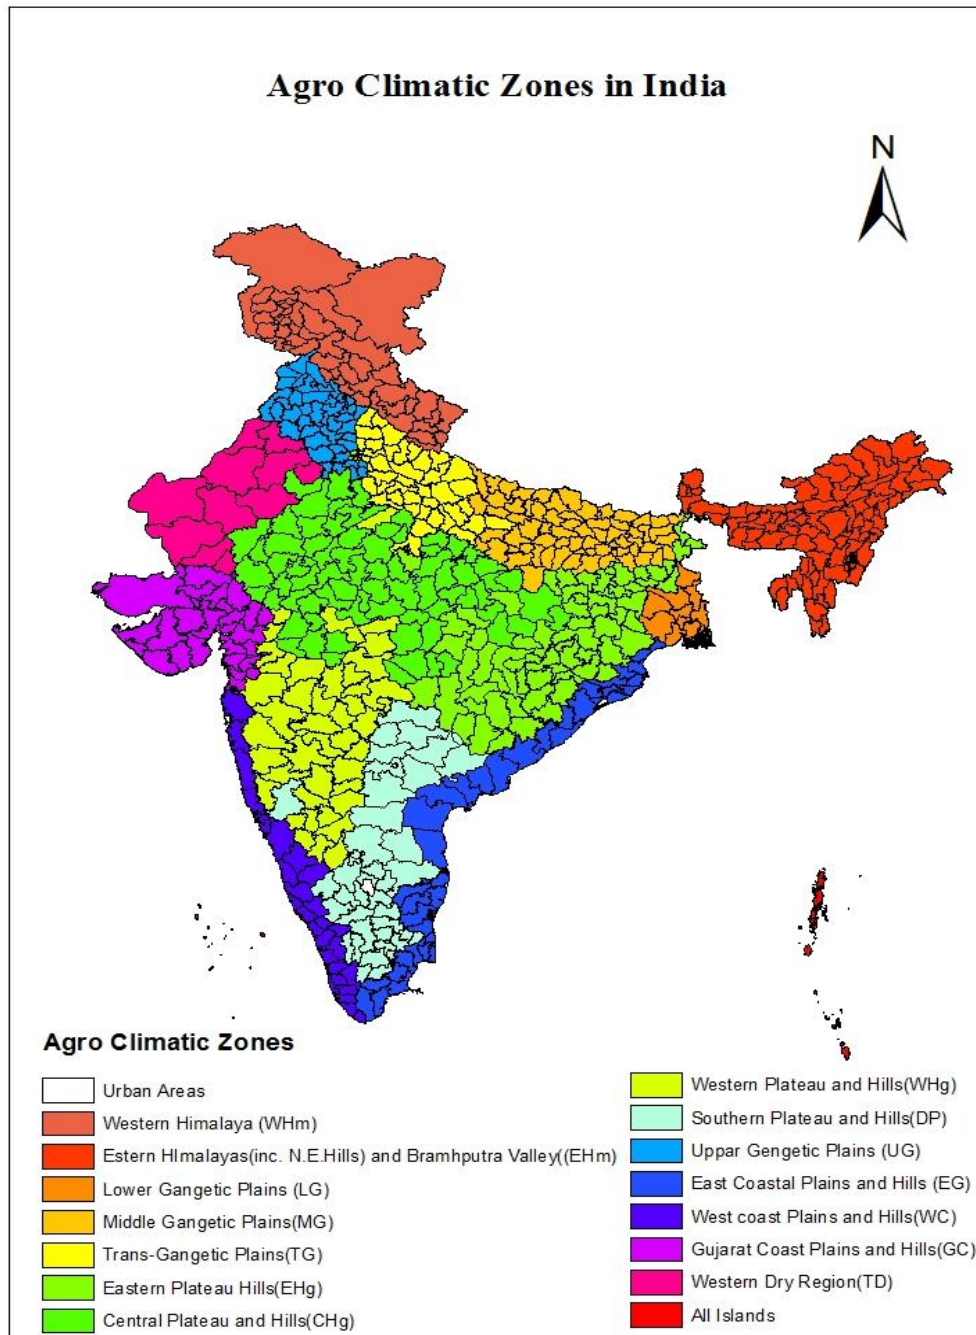 Agro Climatic Zones in India
N
Agro Climatic Zones
Urban Areas
Western Himalaya (WHm)
Estern HImalayas(inc. N.E.Hills) and Bramhputra Valley((EHm)
Lower Gangetic Plains (LG)
Middle Gangetic Plains(MG)
Trans-Gangetic Plains(TG)
Eastern Plateau Hills(EHg)
Central Plateau and Hills(CHg)
Western Plateau and Hills(WHg)
Southern Plateau and Hills(DP)
Uppar Gengetic Plains (UG)
East Coastal Plains and Hills (EG)
West coast Plains and Hills(WC)
Gujarat Coast Plains and Hills(GC)
Western Dry Region(TD)
All Islands